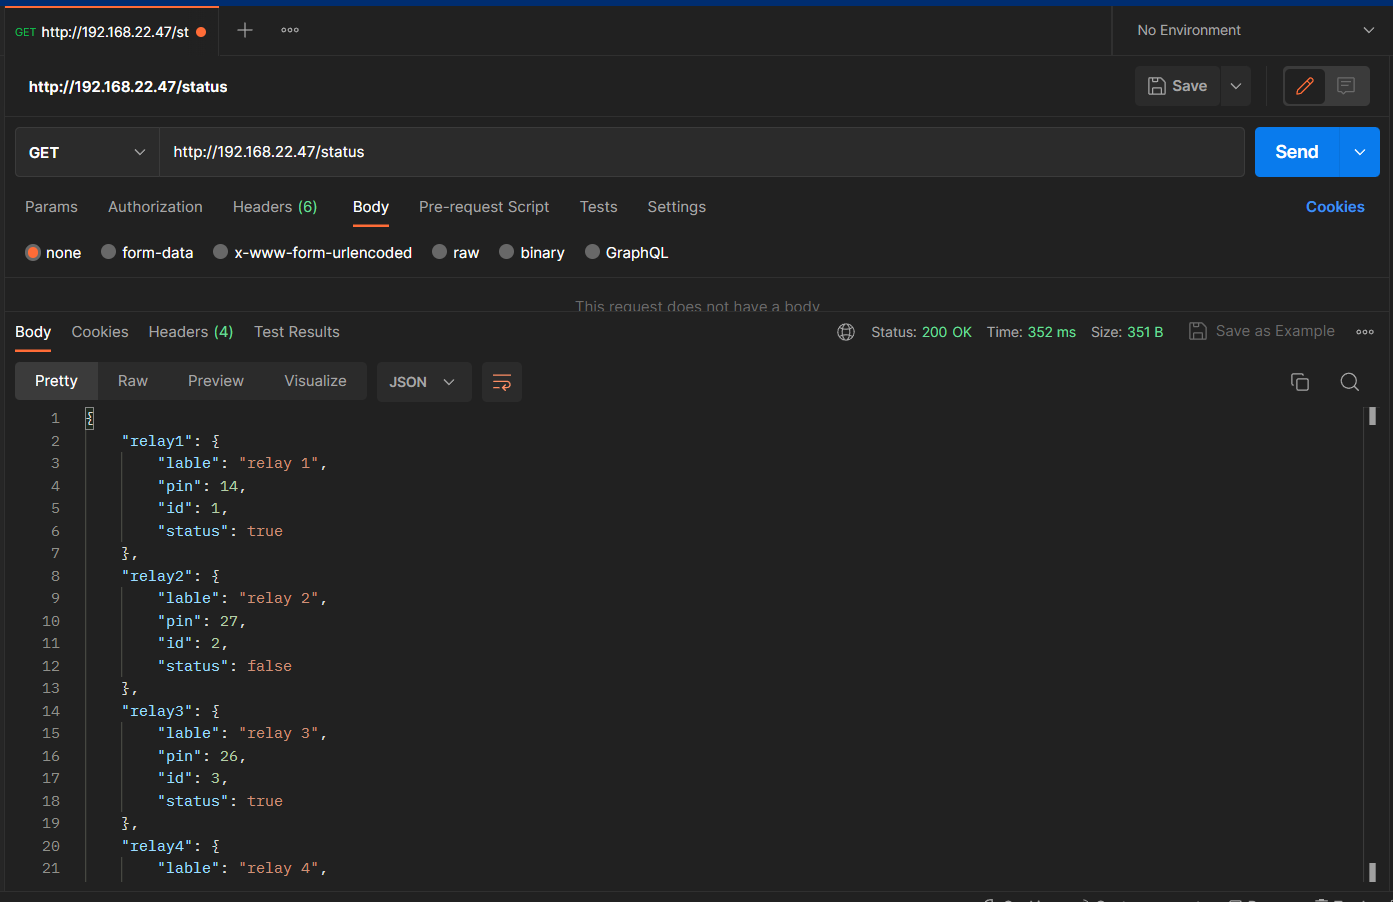 GET http://192.168.22.47/st
No Environment
http://192.168.22.47/status
Save
GET http://192.168.22.47/status Send
Params Authorization Headers (6) Body Pre-request Script Tests Settings Cookies
none form-data x-www-form-urlencoded raw binary GraphQL
This request does not have a body
Body Cookies Headers (4) Test Results Status: 200 OK Time: 352 ms Size: 351 B Save as Example
Pretty Raw Preview Visualize JSON
1 {
2 "relay1": {
3 "lable": "relay 1",
4 "pin": 14,
5 "id": 1,
6 "status": true
7 },
8 "relay2": {
9 "lable": "relay 2",
10 "pin": 27,
11 "id": 2,
12 "status": false
13 },
14 "relay3": {
15 "lable": "relay 3",
16 "pin": 26,
17 "id": 3,
18 "status": true
19 },
20 "relay4": {
21 "lable": "relay 4",